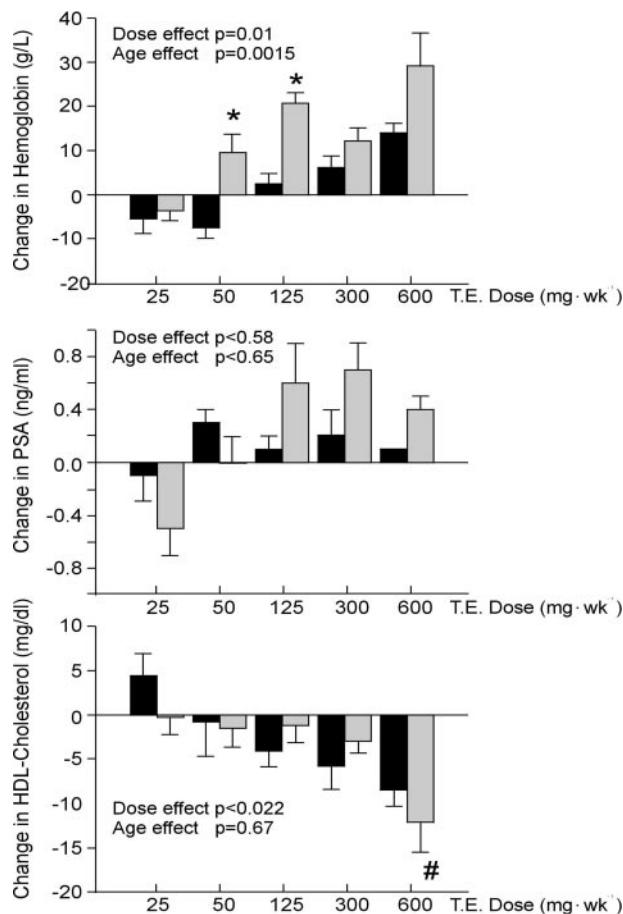 Change in Hemoglobin (g/L)
40
30
20
10
0
-10
-20
Dose effect p=0.01
Age effect p=0.0015
*
*
25 50 125 300 600 T.E. Dose (mg·wk⁻¹)
Change in PSA (ng/ml)
0.8
0.4
0.0
-0.4
-0.8
Dose effect p<0.58
Age effect p<0.65
25 50 125 300 600 T.E. Dose (mg·wk⁻¹)
Change in HDL-Cholesterol (mg/dl)
10
5
0
-5
-10
-15
-20
Dose effect p<0.022
Age effect p=0.67
#
25 50 125 300 600 T.E. Dose (mg·wk⁻¹)